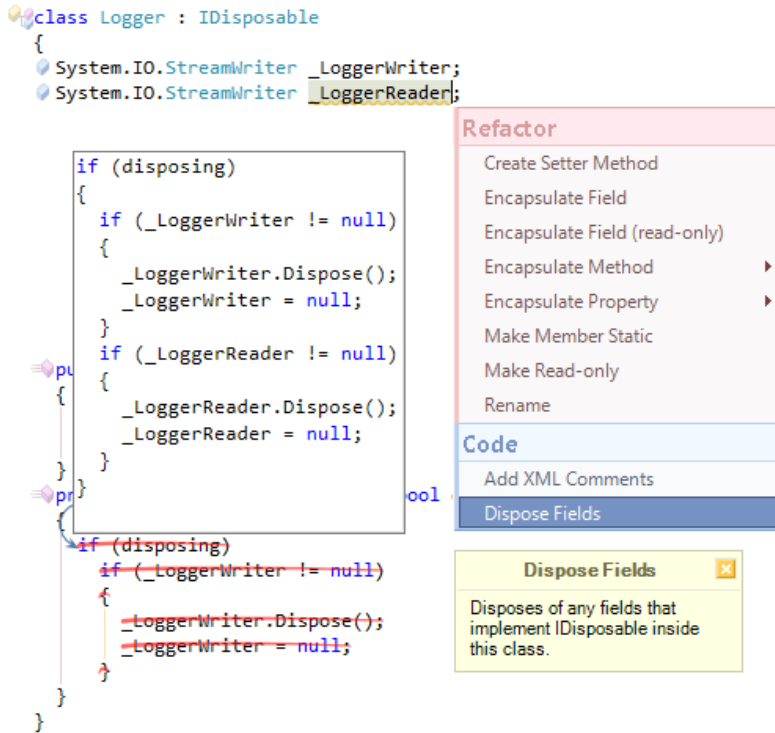 class Logger : IDisposable
{
System.IO.StreamWriter _LoggerWriter;
System.IO.StreamWriter _LoggerReader;
Refactor
Create Setter Method
Encapsulate Field
Encapsulate Field (read-only)
Encapsulate Method
Encapsulate Property
Make Member Static
Make Read-only
Rename
Code
Add XML Comments
Dispose Fields
if (disposing)
{
if (_LoggerWriter != null)
{
_LoggerWriter.Dispose();
_LoggerWriter = null;
}
if (_LoggerReader != null)
{
_LoggerReader.Dispose();
_LoggerReader = null;
}
}
pu
{
}
pr ool
{
if (disposing)
if (_LoggerWriter != null)
{
_LoggerWriter.Dispose();
_LoggerWriter = null;
}
}
}
Dispose Fields
Disposes of any fields that
implement IDisposable inside
this class.